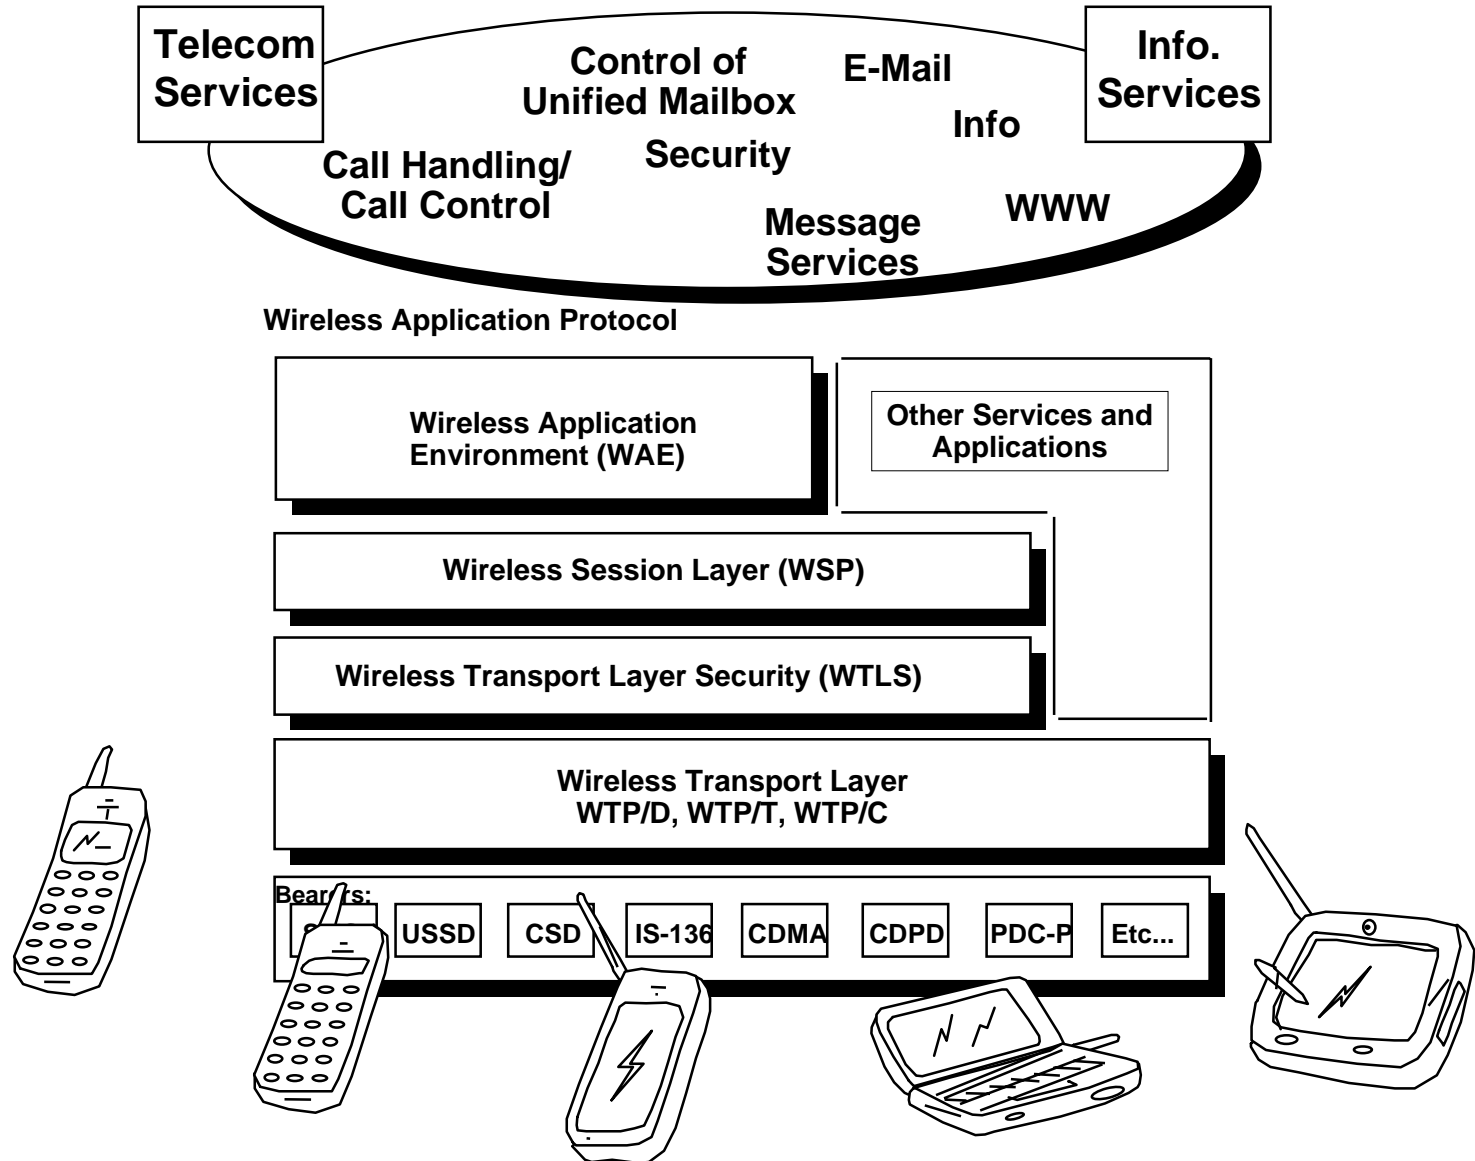 Telecom
Services
Control of
Unified Mailbox
E-Mail
Info.
Services
Info
Security
Call Handling/
Call Control
WWW
Message
Services
Wireless Application Protocol
Wireless Application
Environment (WAE)
Other Services and
Applications
Wireless Session Layer (WSP)
Wireless Transport Layer Security (WTLS)
Wireless Transport Layer
WTP/D, WTP/T, WTP/C
Bearers:
USSD
CSD
IS-136
CDMA
CDPD
PDC-P
Etc...